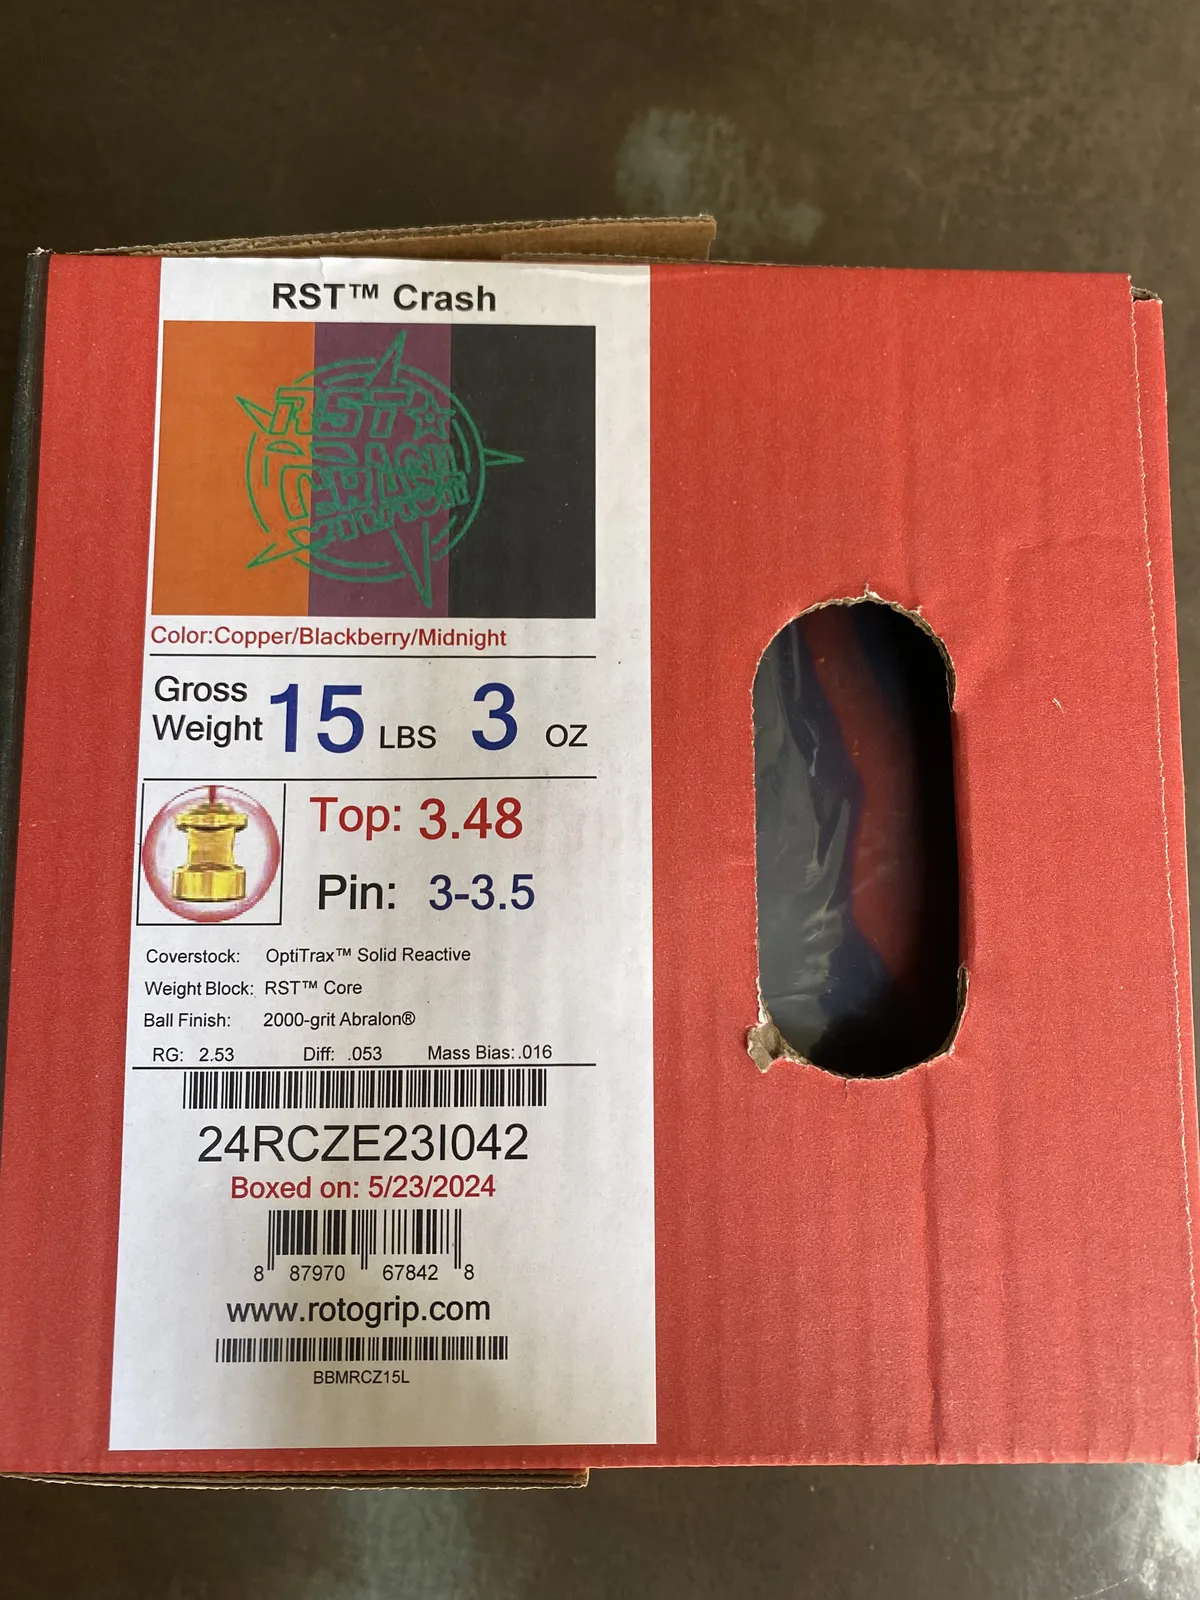 RST™ Crash
RST
Color:Copper/Blackberry/Midnight
Gross Weight 15 LBS 3 OZ
Top: 3.48
Pin: 3-3.5
Coverstock: OptiTrax™ Solid Reactive
Weight Block: RST™ Core
Ball Finish: 2000-grit Abralon®
RG: 2.53 Diff: .053 Mass Bias:.016
24RCZE23I042
Boxed on: 5/23/2024
8 87970 67842 8
www.rotogrip.com
BBMRCZ15L